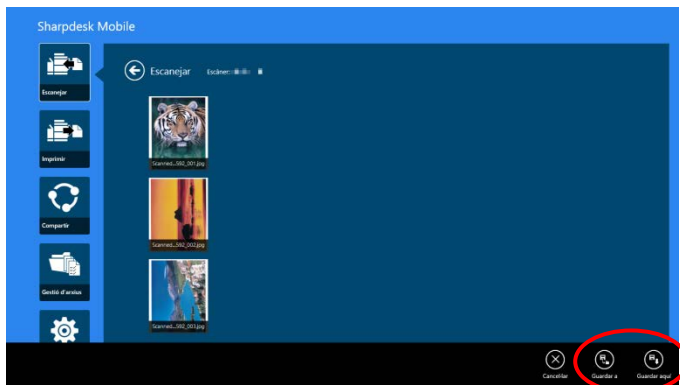 Sharpdesk Mobile
Escanejar
Escanejar
Escàner:
Scanned...592_001.jpg
Imprimir
Compartir
Scanned...592_002.jpg
Gestió d'arxius
Scanned...592_003.jpg
Cancel·lar
Guardar a
Guardar aquí